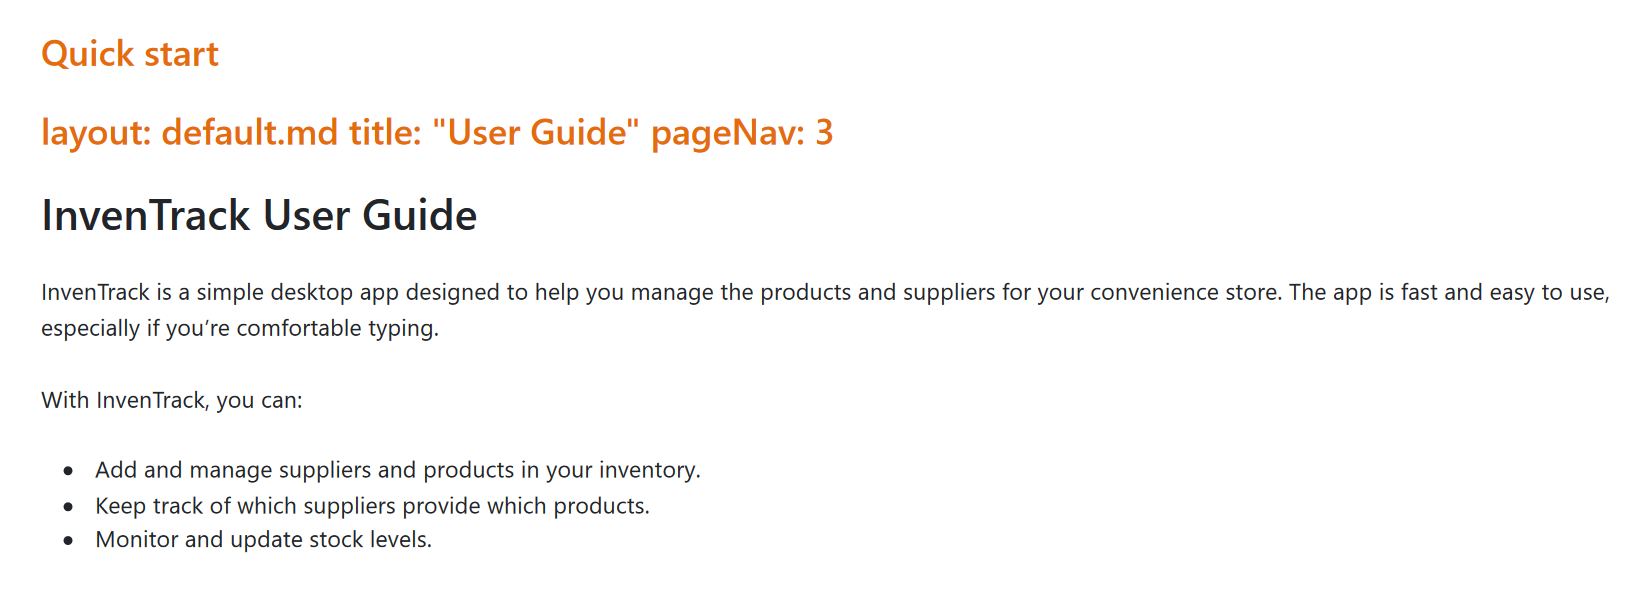 Quick start
layout: default.md title: "User Guide" pageNav: 3
InvenTrack User Guide
InvenTrack is a simple desktop app designed to help you manage the products and suppliers for your convenience store. The app is fast and easy to use,
especially if you’re comfortable typing.
With InvenTrack, you can:
• Add and manage suppliers and products in your inventory.
• Keep track of which suppliers provide which products.
• Monitor and update stock levels.